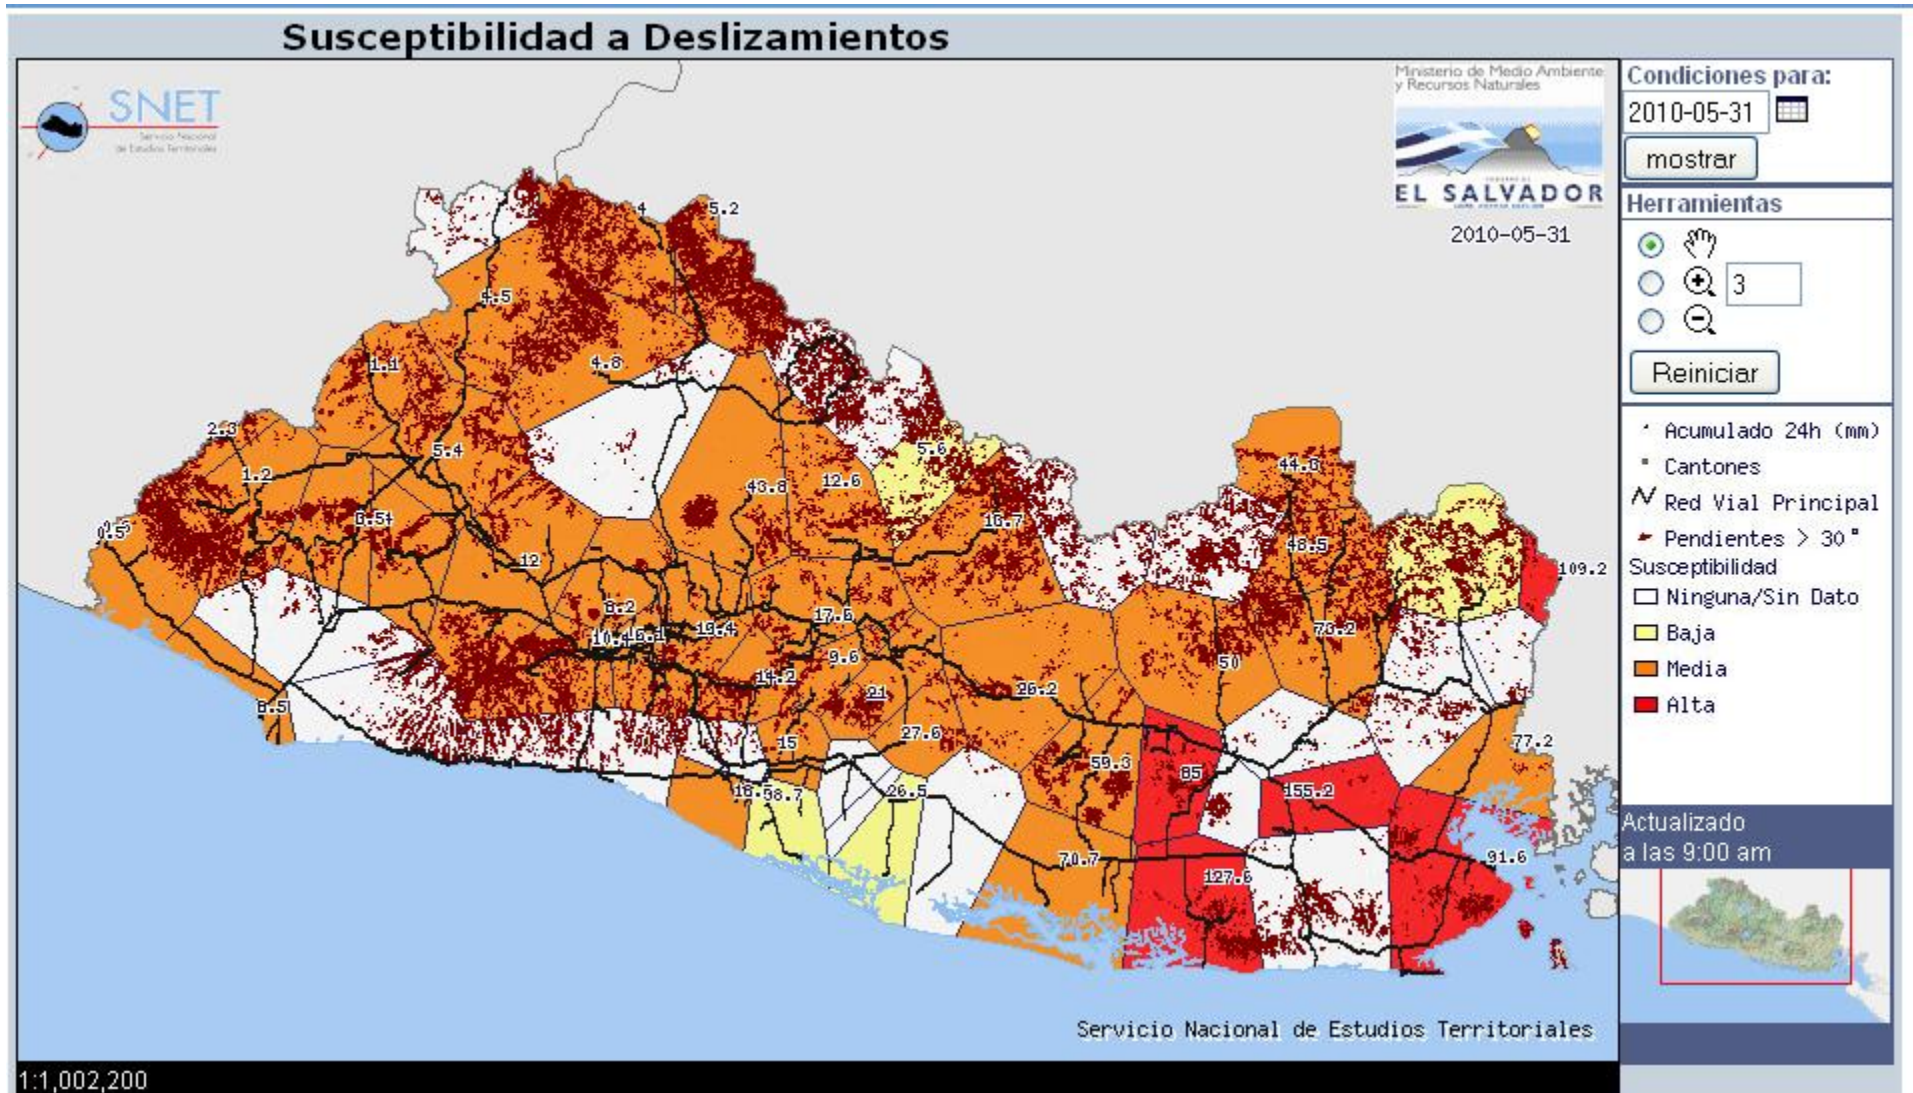 Susceptibilidad a Deslizamientos
SNET
Servicio Nacional
de Estudios Territoriales
Ministerio de Medio Ambiente
y Recursos Naturales
EL SALVADOR
2010-05-31
4
5.2
4.5
1.1
4.8
2.3
5.4
1.2
5.6
12.6
43.8
0.5
12
48.5
109.2
8.2
17.6
19.4
73.2
9.6
50
14.2
21
26.2
8.5
15
27.6
77.2
59.3
85
26.5
155.2
70.7
91.6
127.6
Servicio Nacional de Estudios Territoriales
1:1,002,200
Condiciones para:
2010-05-31
mostrar
Herramientas
3
Reiniciar
Acumulado 24h (mm)
Cantones
Red Vial Principal
Pendientes > 30°
Susceptibilidad
Ninguna/Sin Dato
Baja
Media
Alta
Actualizado
a las 9:00 am